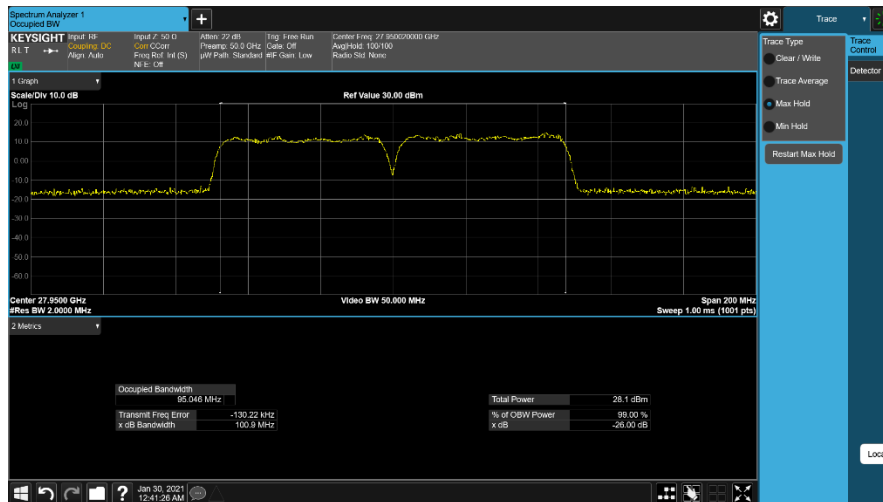 Spectrum Analyzer 1
Occupied BW
+
Trace
KEYSIGHT
Input: RF
Input Z: 50 Ω
Atten: 22 dB
Trig: Free Run
Center Freq: 27.950020000 GHz
RLT
Coupling: DC
Corr CCorr
Preamp: 50.0 GHz
Gate: Off
Avg|Hold: 100/100
Align: Auto
Freq Ref: Int (S)
µW Path: Standard
#IF Gain: Low
Radio Std: None
NFE: Off
Trace Type
Clear / Write
Trace Average
Max Hold
Min Hold
Restart Max Hold
Trace
Control
Detector
1 Graph
Scale/Div 10.0 dB
Ref Value 30.00 dBm
Log
20.0
10.0
0.00
-10.0
-20.0
-30.0
-40.0
-50.0
-60.0
Center 27.9500 GHz
Video BW 50.000 MHz
Span 200 MHz
#Res BW 2.0000 MHz
Sweep 1.00 ms (1001 pts)
2 Metrics
Occupied Bandwidth
95.046 MHz
Total Power
28.1 dBm
Transmit Freq Error
-130.22 kHz
% of OBW Power
99.00 %
x dB Bandwidth
100.9 MHz
x dB
-26.00 dB
Loca
?
Jan 30, 2021
12:41:26 AM